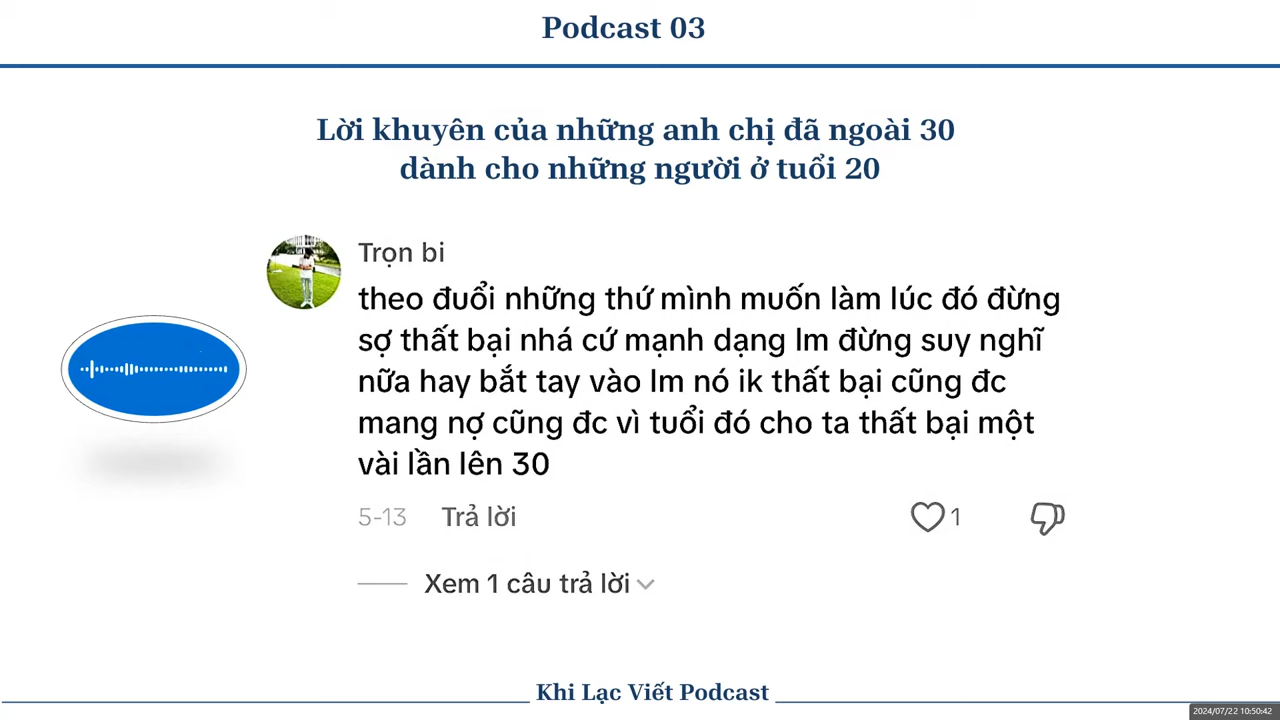 Podcast 03
Lời khuyên của những anh chị đã ngoài 30
dành cho những người ở tuổi 20
Trọn bi
theo đuổi những thứ mình muốn làm lúc đó đừng
sợ thất bại nhá cứ mạnh dạng lm đừng suy nghĩ
nữa hay bắt tay vào lm nó ik thất bại cũng đc
mang nợ cũng đc vì tuổi đó cho ta thất bại một
vài lần lên 30
5-13 Trả lời 1
Xem 1 câu trả lời
Khi Lạc Viết Podcast
2024/07/22 10:50:42